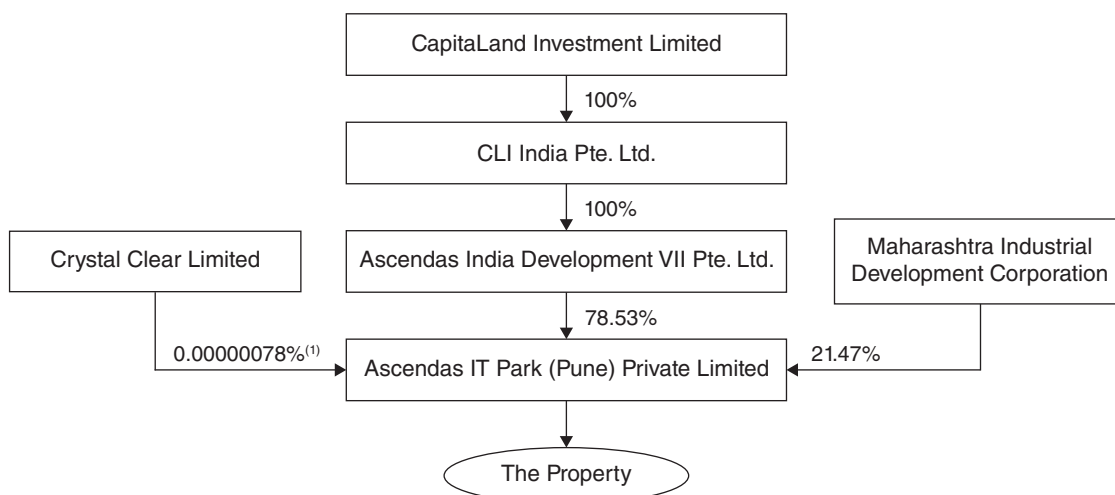 CapitaLand Investment Limited
100%
CLI India Pte. Ltd.
100%
Crystal Clear Limited
Ascendas India Development VII Pte. Ltd.
Maharashtra Industrial
Development Corporation
78.53%
0.00000078%(1)
Ascendas IT Park (Pune) Private Limited
21.47%
The Property